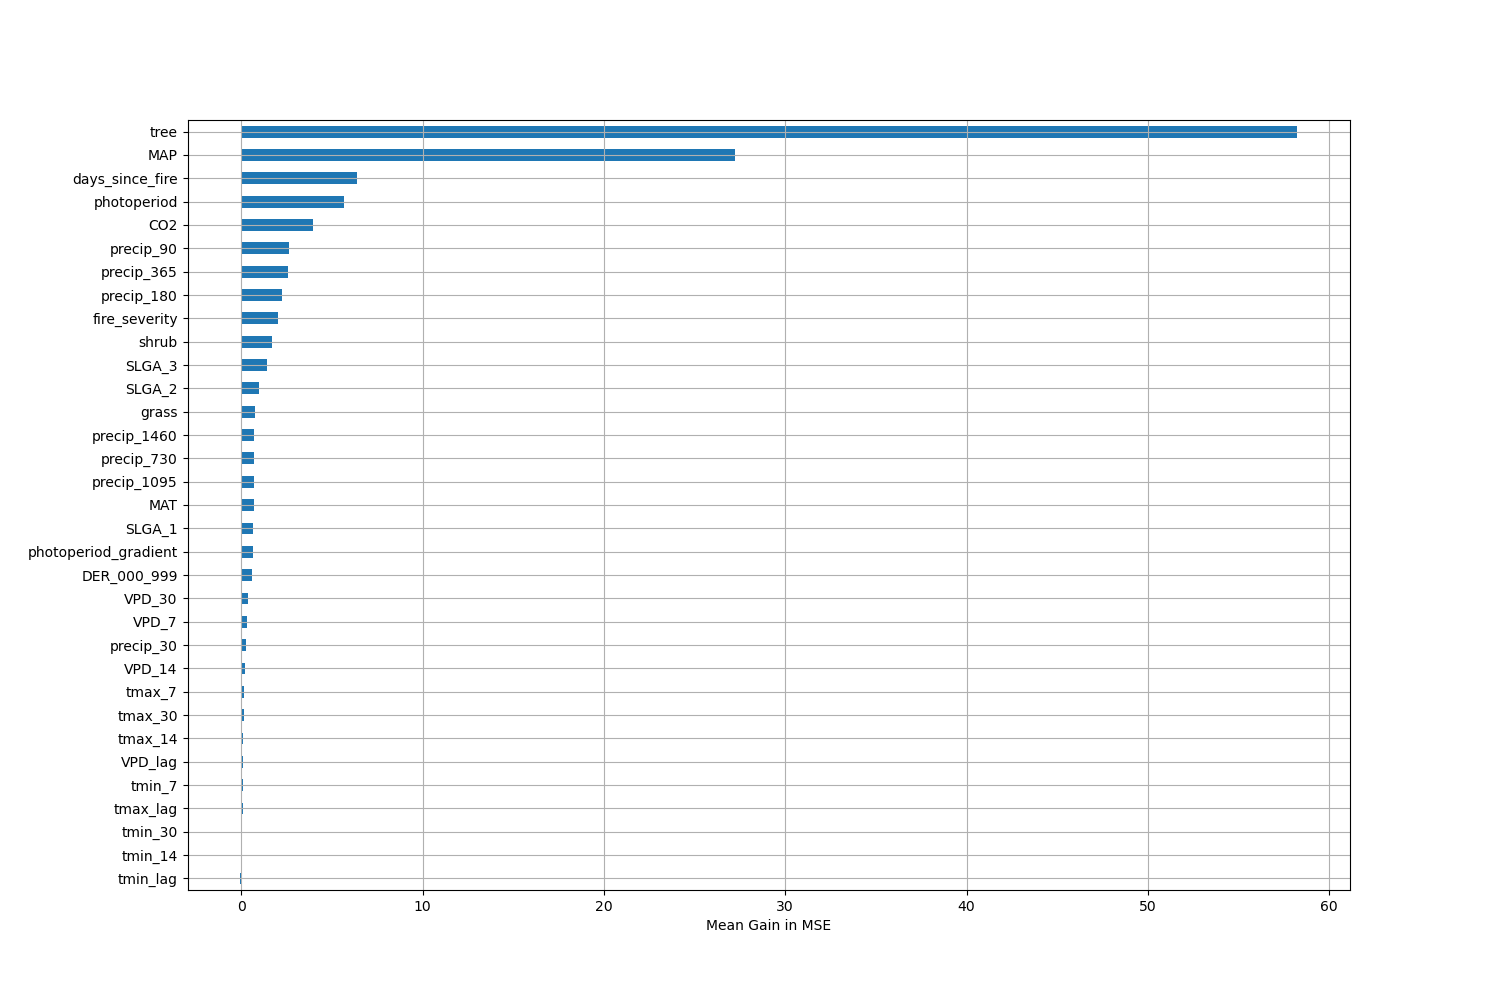 tree
MAP
days_since_fire
photoperiod
CO2
precip_90
precip_365
precip_180
fire_severity
shrub
SLGA_3
SLGA_2
grass
precip_1460
precip_730
precip_1095
MAT
SLGA_1
photoperiod_gradient
DER_000_999
VPD_30
VPD_7
precip_30
VPD_14
tmax_7
tmax_30
tmax_14
VPD_lag
tmin_7
tmax_lag
tmin_30
tmin_14
tmin_lag
0 10 20 30 40 50 60
Mean Gain in MSE